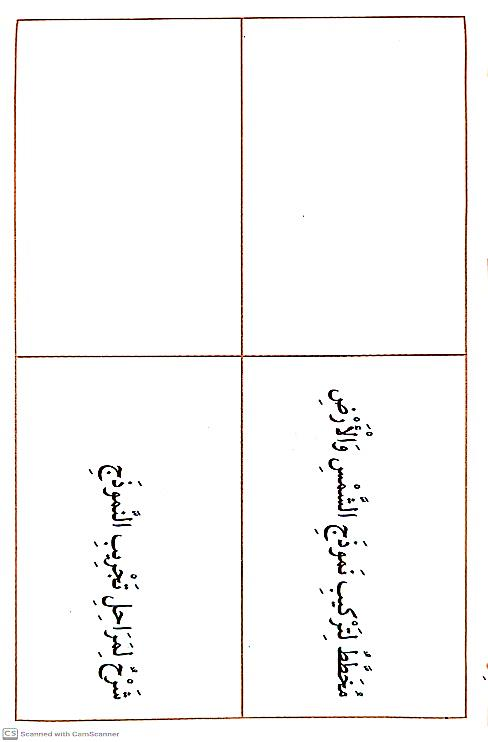 مُخَطَّطٌ لِتَرْكِيبِ نَمُوذَجِ الشَّمْسِ وَالْأَرْضِ
شَرْحٌ لِمَرَاحِلِ تَجْرِيبِ النَّمُوذَجِ
CS Scanned with CamScanner